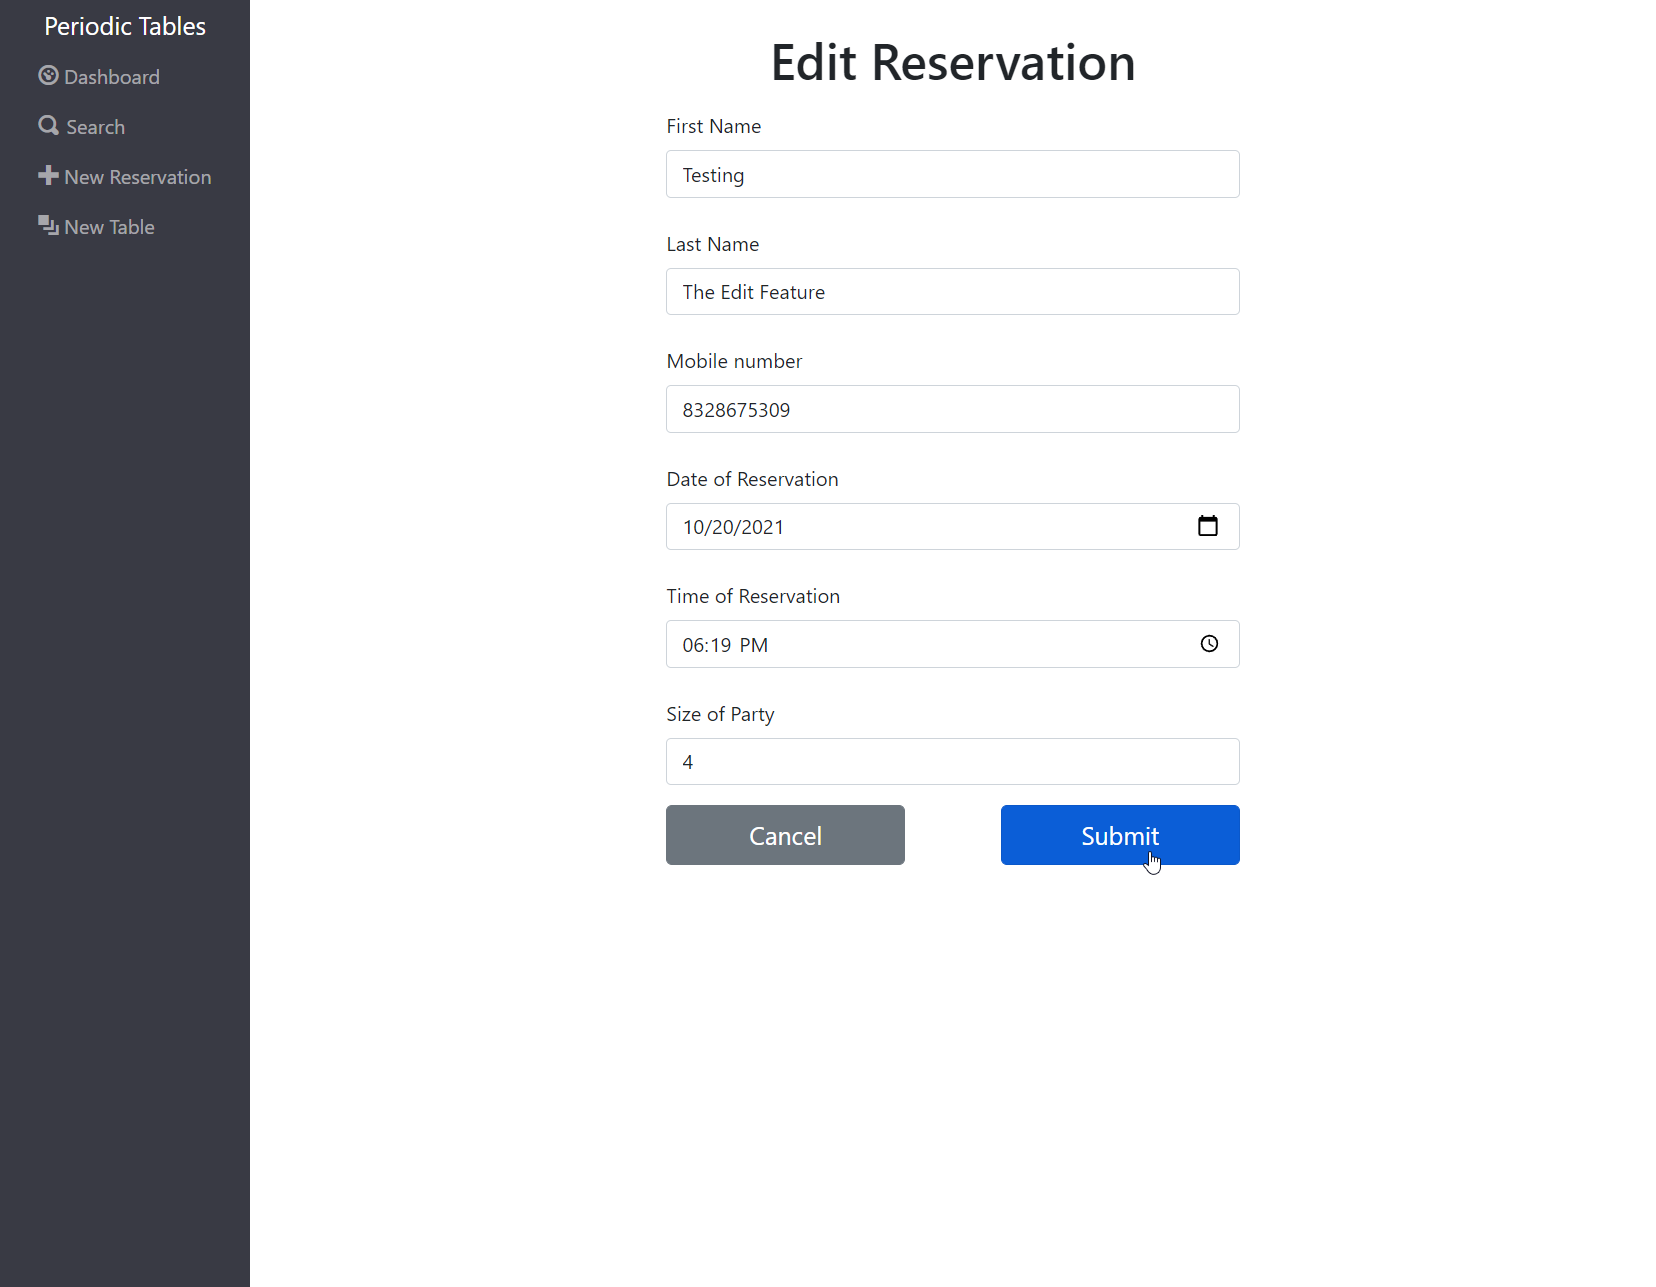 Periodic Tables
Dashboard
Search
New Reservation
New Table
Edit Reservation
First Name
Testing
Last Name
The Edit Feature
Mobile number
8328675309
Date of Reservation
10/20/2021
Time of Reservation
06:19 PM
Size of Party
4
Cancel
Submit